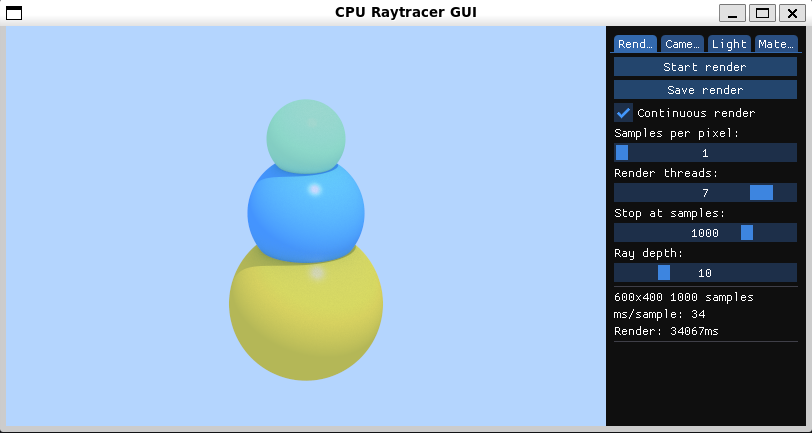 CPU Raytracer GUI
Rend… Came… Light Mate…
Start render
Save render
Continuous render
Samples per pixel:
1
Render threads:
7
Stop at samples:
1000
Ray depth:
10
600x400 1000 samples
ms/sample: 34
Render: 34067ms